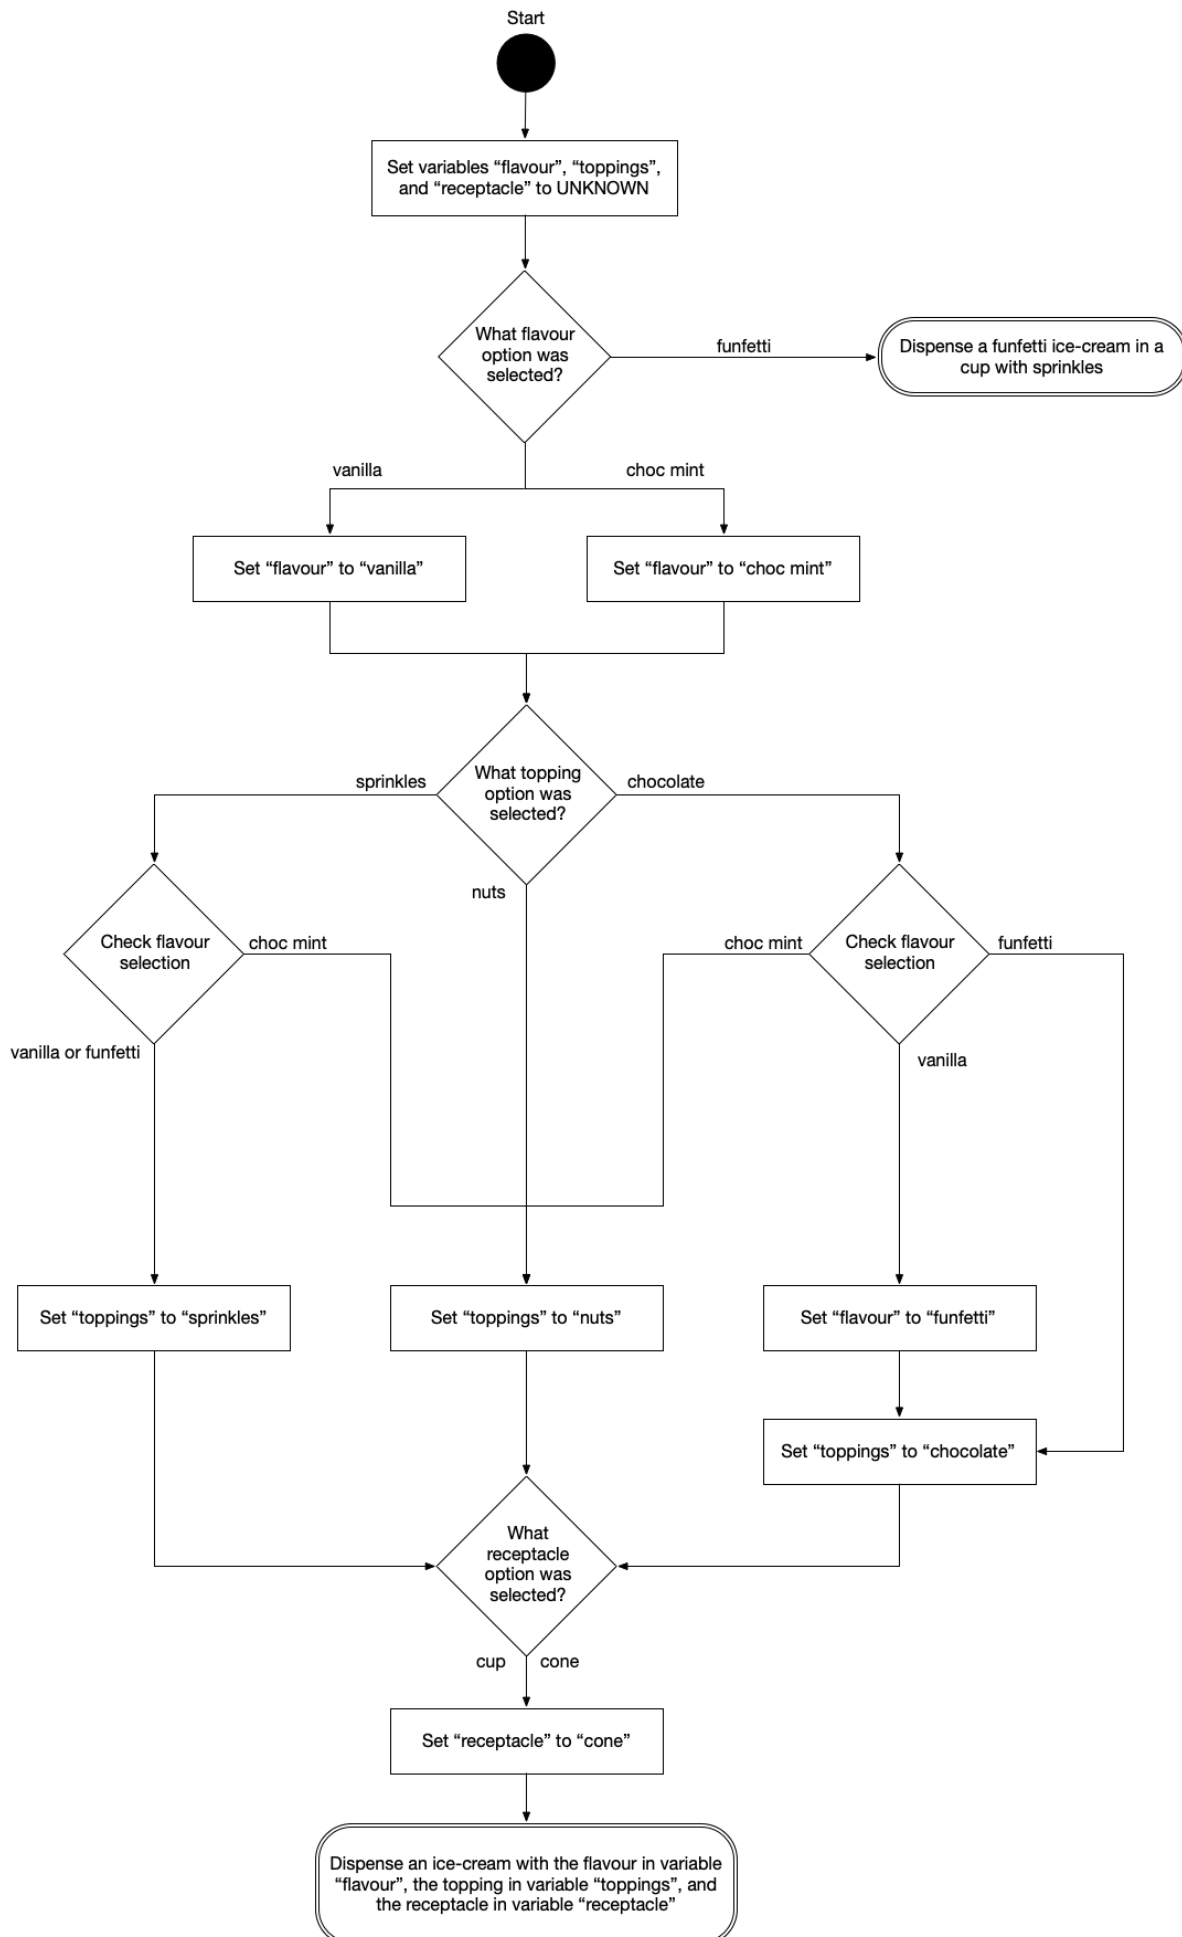 Start
Set variables “flavour”, “toppings”,
and “receptacle” to UNKNOWN
What flavour
option was
selected?
funfetti
Dispense a funfetti ice-cream in a
cup with sprinkles
vanilla
choc mint
Set “flavour” to “vanilla”
Set “flavour” to “choc mint”
sprinkles
What topping
option was
selected?
chocolate
nuts
Check flavour
selection
choc mint
choc mint
Check flavour
selection
funfetti
vanilla or funfetti
vanilla
Set “toppings” to “sprinkles”
Set “toppings” to “nuts”
Set “flavour” to “funfetti”
Set “toppings” to “chocolate”
What
receptacle
option was
selected?
cup
cone
Set “receptacle” to “cone”
Dispense an ice-cream with the flavour in variable
“flavour”, the topping in variable “toppings”, and
the receptacle in variable “receptacle”